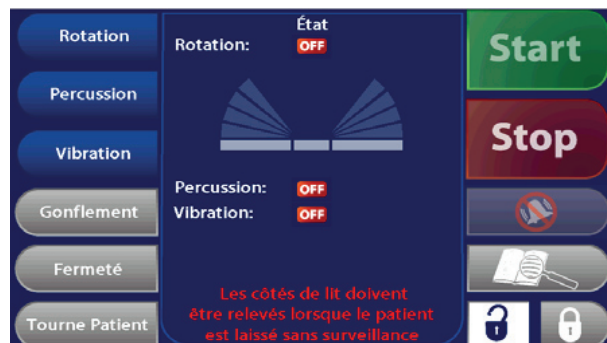 Rotation
Percussion
Vibration
Gonflement
Fermeté
Tourne Patient
État
Rotation: OFF
Percussion: OFF
Vibration: OFF
Les côtés de lit doivent
être relevés lorsque le patient
est laissé sans surveillance
Start
Stop